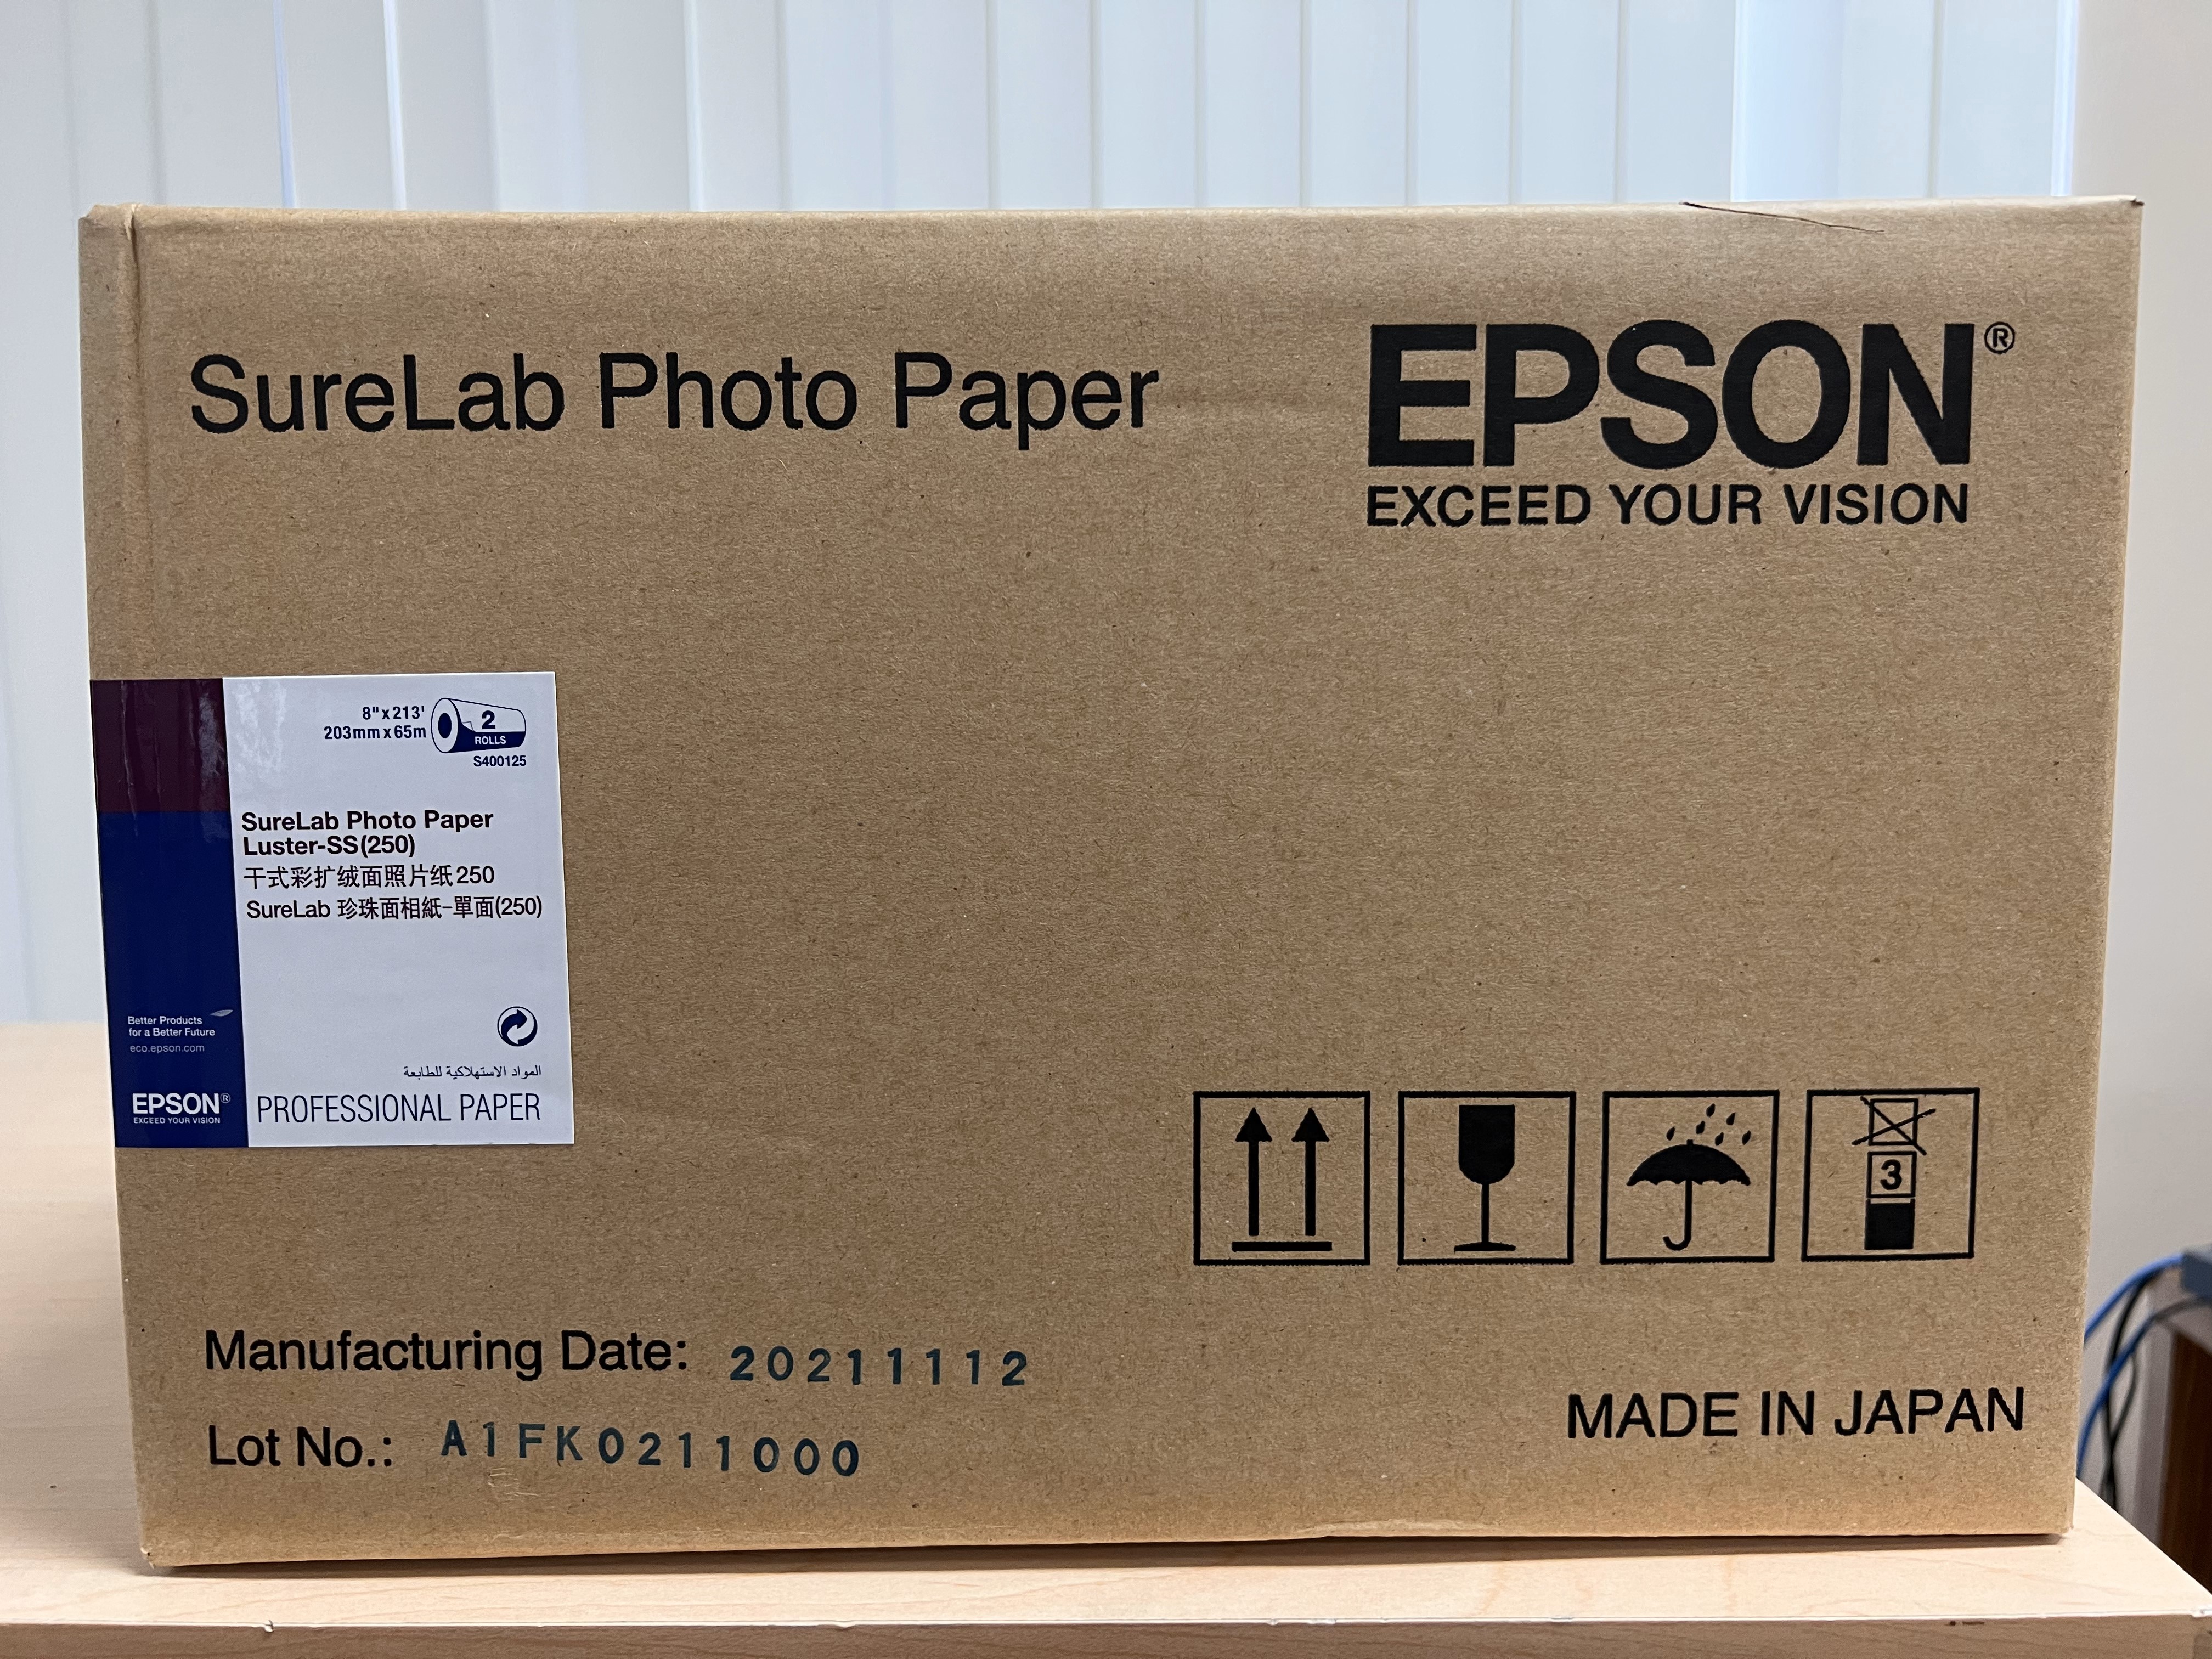 SureLab Photo Paper
EPSON®
EXCEED YOUR VISION
8" x 213'
203mm x 65m
2
ROLLS
S400125
SureLab Photo Paper
Luster-SS(250)
干式彩扩绒面照片纸250
SureLab 珍珠面相紙-單面(250)
Better Products
for a Better Future
eco.epson.com
المواد الاستهلاكية للطابعة
EPSON®
EXCEED YOUR VISION
PROFESSIONAL PAPER
3
Manufacturing Date: 20211112
Lot No.: A1FK0211000
MADE IN JAPAN